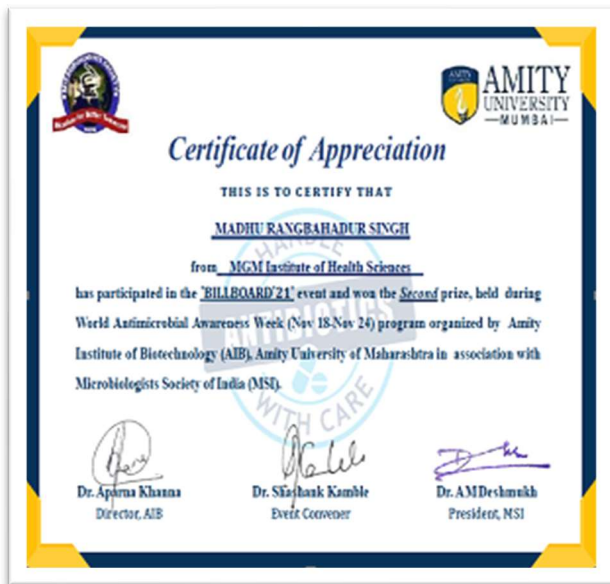 AMITY
UNIVERSITY
MUMBAI
Certificate of Appreciation
THIS IS TO CERTIFY THAT
MADHU RANGBAHADUR SINGH
from MGM Institute of Health Sciences
has participated in the "BILLBOARD'21" event and won the Second prize, held during
World Antimicrobial Awareness Week (Nov 18-Nov 24) program organized by Amity
Institute of Biotechnology (AIB), Amity University of Maharashtra in association with
Microbiologists Society of India (MSI).
HANDLE
ANTIBIOTICS
WITH CARE
Dr. Aparna Khanna
Dr. Shashank Kamble
Dr. AMDeshmukh
Director, AIB
Event Convener
President, MSI